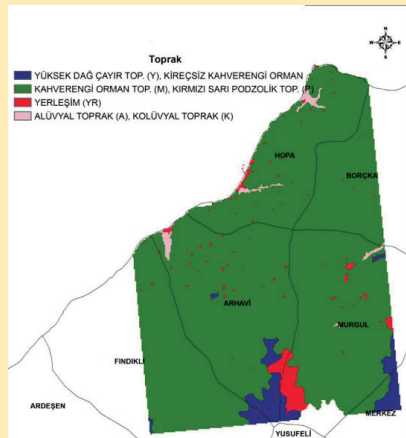 N
W E
S
Toprak
YÜKSEK DAĞ ÇAYIR TOP. (Y), KİREÇSİZ KAHVERENGİ ORMAN
KAHVERENGİ ORMAN TOP. (M), KIRMIZI SARI PODZOLİK TOP. (P)
YERLEŞİM (YR)
ALÜVYAL TOPRAK (A), KOLÜVYAL TOPRAK (K)
HOPA
BORÇKA
ARHAVİ
MURGUL
FINDIKLI
ARDEŞEN
MERKEZ
YUSUFELİ